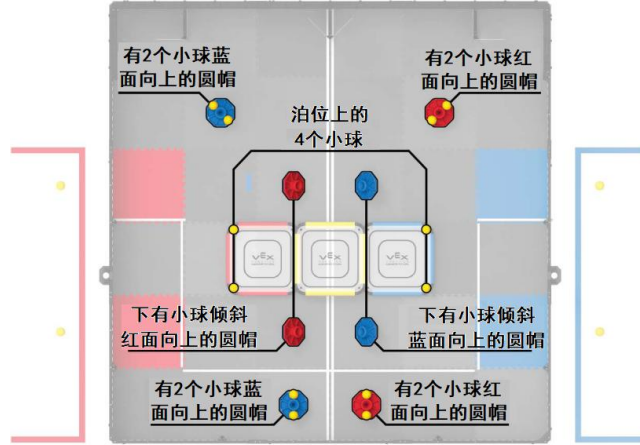 有2个小球蓝
面向上的圆帽
有2个小球红
面向上的圆帽
泊位上的
4个小球
VEX
VEX
VEX
下有小球倾斜
红面向上的圆帽
下有小球倾斜
蓝面向上的圆帽
有2个小球蓝
面向上的圆帽
有2个小球红
面向上的圆帽